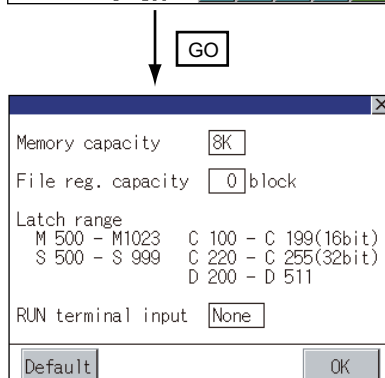 GO
Memory capacity 8K
File reg. capacity 0 block
Latch range
M 500 - M1023 C 100 - C 199(16bit)
S 500 - S 999 C 220 - C 255(32bit)
D 200 - D 511
RUN terminal input None
Default OK